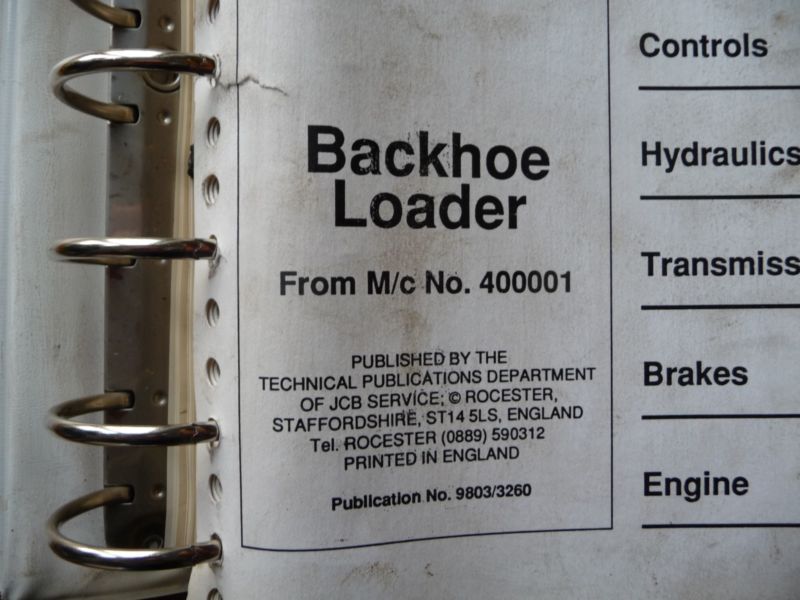 Backhoe
Loader
From M/c No. 400001
PUBLISHED BY THE
TECHNICAL PUBLICATIONS DEPARTMENT
OF JCB SERVICE; © ROCESTER,
STAFFORDSHIRE, ST14 5LS, ENGLAND
Tel. ROCESTER (0889) 590312
PRINTED IN ENGLAND
Publication No. 9803/3260
Controls
Hydraulics
Transmiss
Brakes
Engine